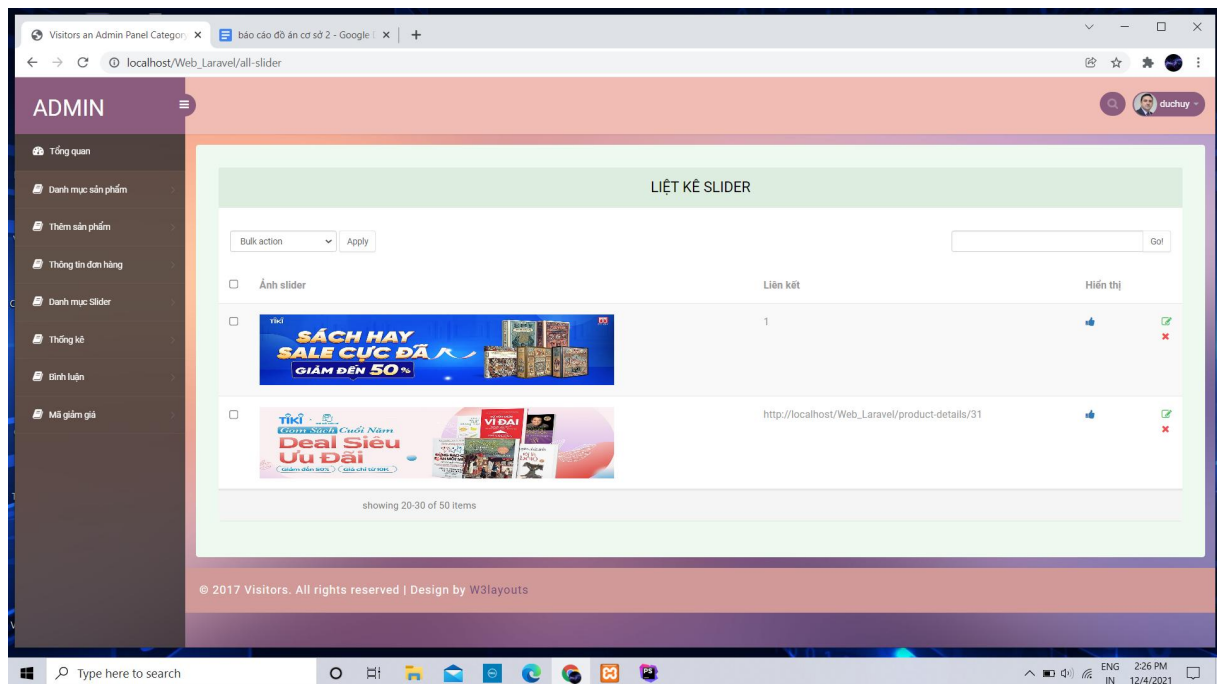 Visitors an Admin Panel Category
báo cáo đồ án cơ sở 2 - Google
localhost/Web_Laravel/all-slider
ADMIN
duchuy
Tổng quan
Danh mục sản phẩm
Thêm sản phẩm
Thông tin đơn hàng
Danh mục Slider
Thống kê
Bình luận
Mã giảm giá
LIỆT KÊ SLIDER
Bulk action
Apply
Go!
Ảnh slider
Liên kết
Hiển thị
TIKI
SÁCH HAY
SALE CỰC ĐÃ
GIẢM ĐẾN 50%
1
TIKI
Gom Sách Cuối Năm
Deal Siêu
Ưu Đãi
Giảm đến 50%
Giá chỉ từ 10K
VĨ ĐẠI
http://localhost/Web_Laravel/product-details/31
showing 20-30 of 50 items
© 2017 Visitors. All rights reserved | Design by W3layouts
Type here to search
PS
ENG
IN
2:26 PM
12/4/2021